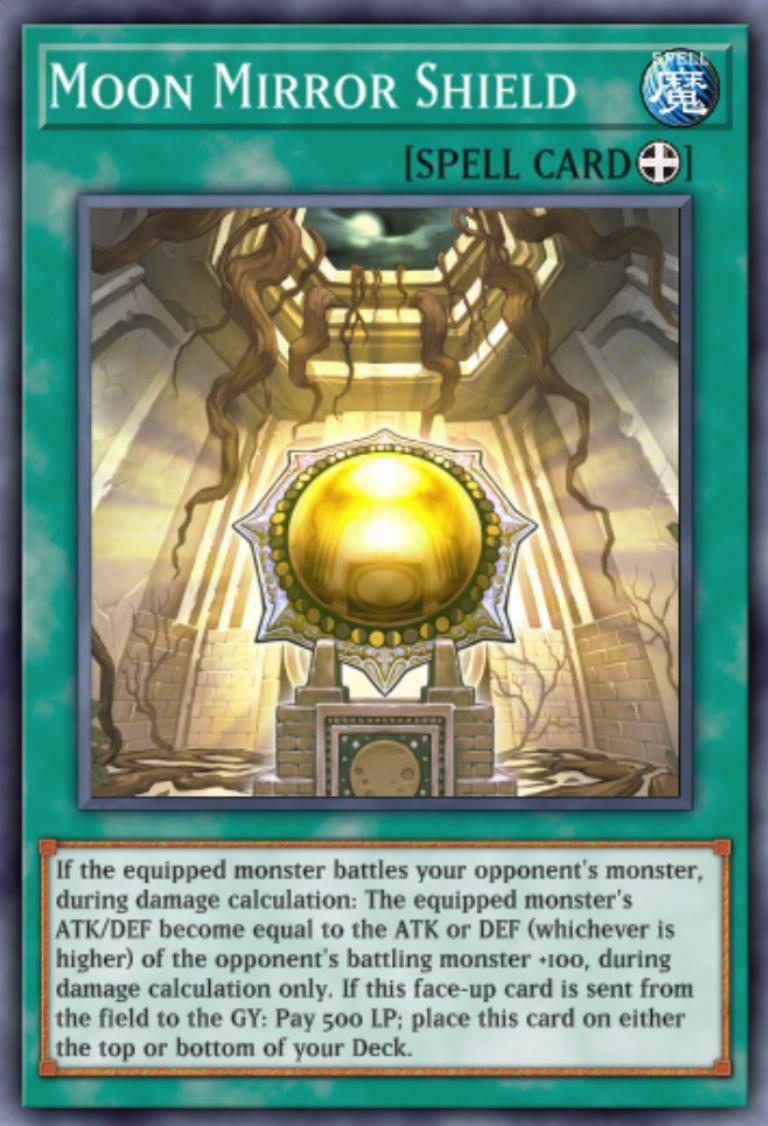 MOON MIRROR SHIELD
SPELL
魔
[SPELL CARD]
If the equipped monster battles your opponent's monster,
during damage calculation: The equipped monster's
ATK/DEF become equal to the ATK or DEF (whichever is
higher) of the opponent's battling monster +100, during
damage calculation only. If this face-up card is sent from
the field to the GY: Pay 500 LP; place this card on either
the top or bottom of your Deck.